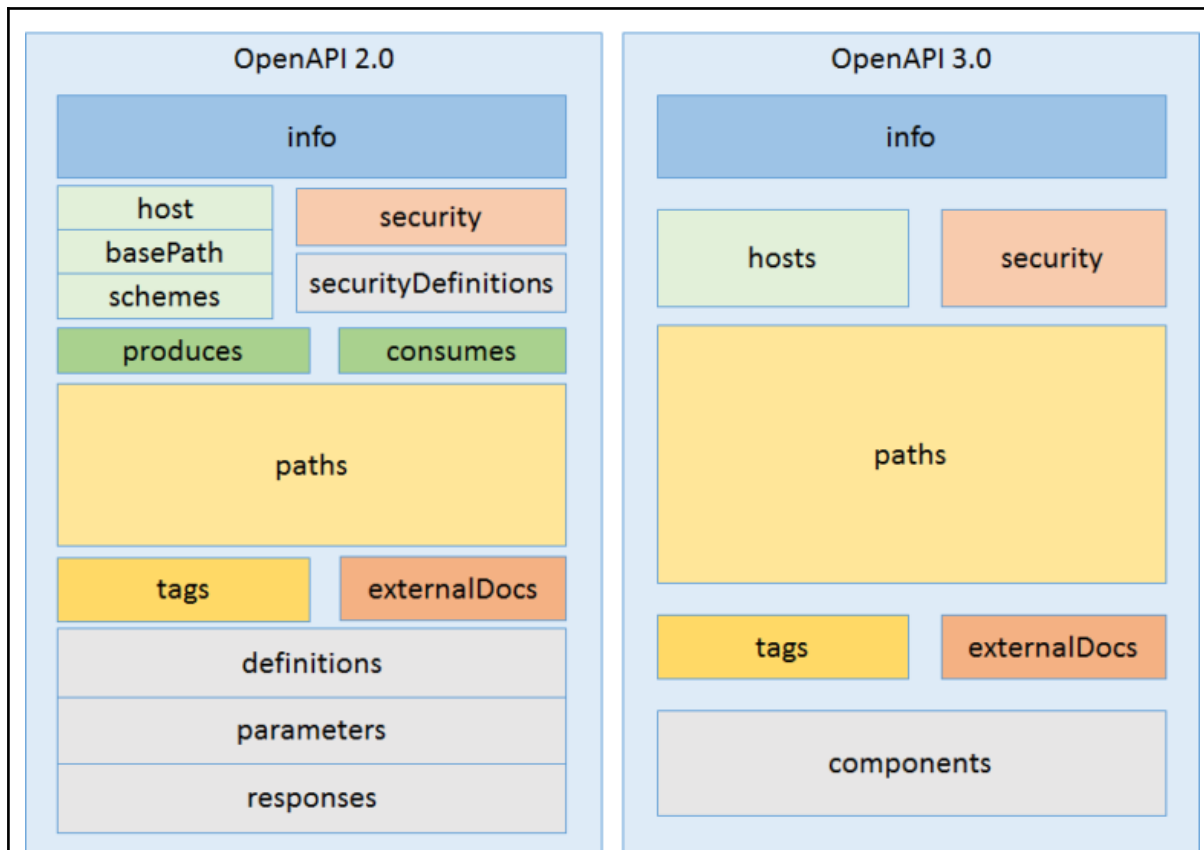 OpenAPI 2.0
info
host
basePath
schemes
security
securityDefinitions
produces
consumes
paths
tags
externalDocs
definitions
parameters
responses
OpenAPI 3.0
info
hosts
security
paths
tags
externalDocs
components